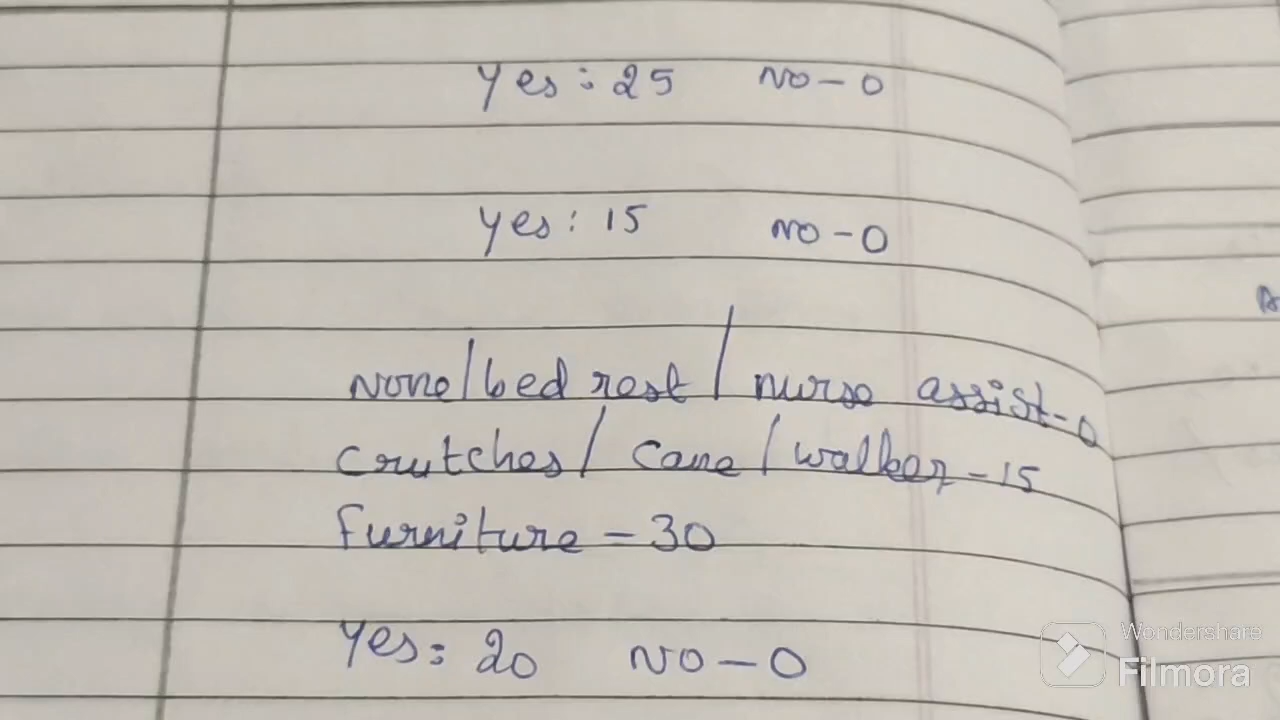 Yes: 25 NO - 0
Yes: 15 NO - 0
None/bed rest/nurse assist - 0
crutches/cane/walker - 15
Furniture - 30
Yes: 20 NO - 0
Wondershare
Filmora